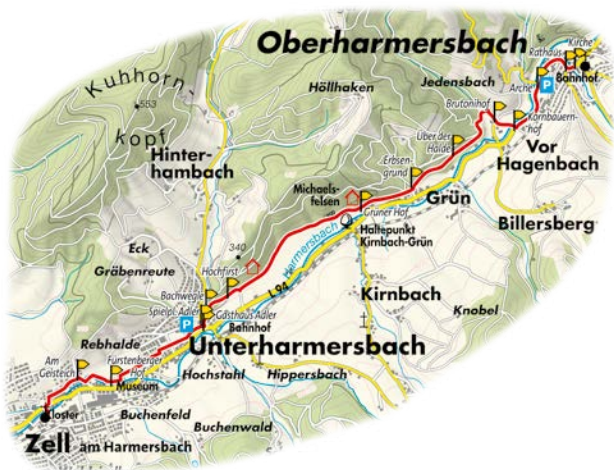 Oberharmersbach
Rathaus
Kirche
Bahnhof
P
Arche
Jedensbach
Höllhaken
Kuhhorn-
kopf
553
Brutonihof
Kornbauern-
hof
Vor
Hagenbach
Hinter-
hambach
Über der
Halde
Erbsen-
grund
Michaels-
felsen
Grüner Hof
Grün
Billersberg
Haltepunkt
Kirnbach-Grün
Harmersbach
340
Eck
Gräbenreute
Hochfirst
L 94
Kirnbach
Knobel
Bachwegle
Spielpl. Adler
P
Gasthaus Adler
Bahnhof
Unterharmersbach
Rebhalde
Am
Geisteich
Fürstenberger
Hof
Museum
Hochstahl
Hippersbach
Kloster
Buchenfeld
Buchenwald
Zell am Harmersbach